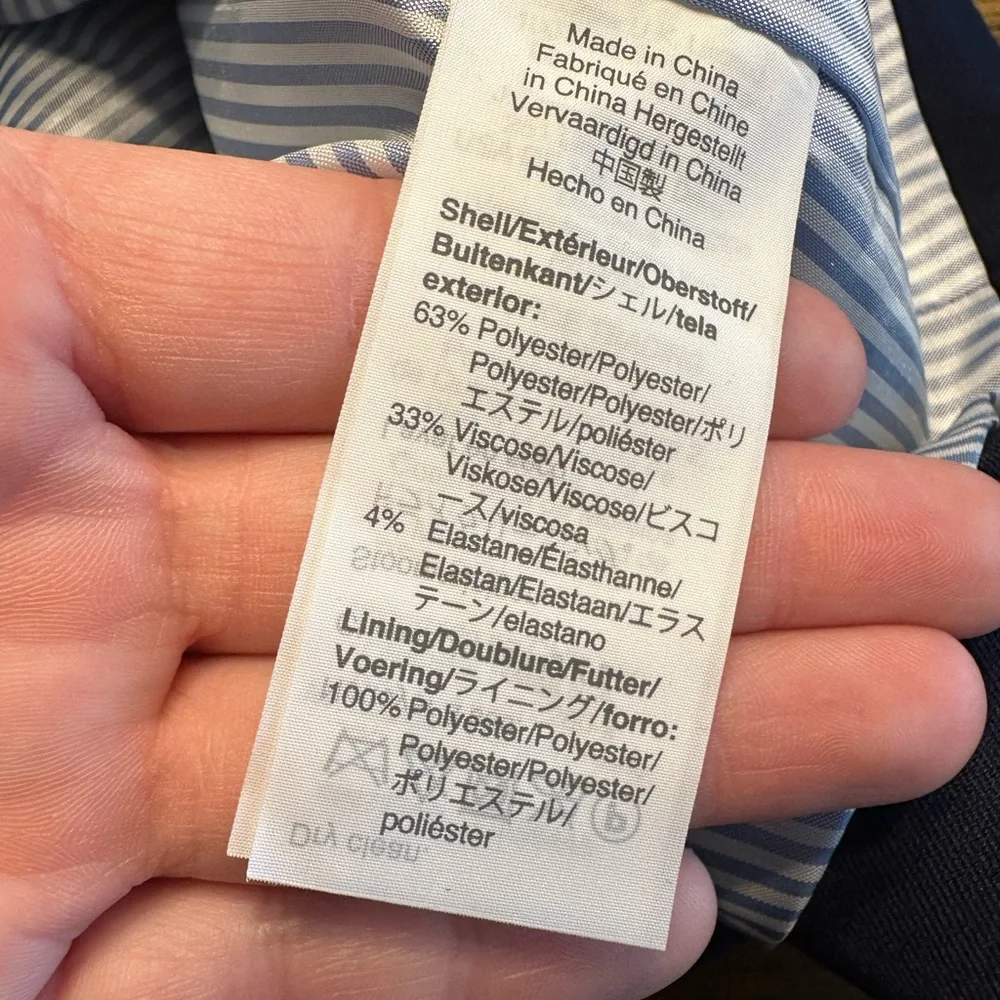 Made in China
Fabriqué en Chine
in China Hergestellt
Vervaardigd in China
中国製
Hecho en China
Shell/Extérieur/Oberstoff/
Buitenkant/シェル/tela
exterior:
63% Polyester/Polyester/
Polyester/Polyester/ポリ
エステル/poliéster
33% Viscose/Viscose/
Viskose/Viscose/ビスコ
ース/viscosa
4% Elastane/Élasthanne/
Elastan/Elastaan/エラス
テーン/elastano
Lining/Doublure/Futter/
Voering/ライニング/forro:
100% Polyester/Polyester/
Polyester/Polyester/
ポリエステル/
poliéster
Dry clean